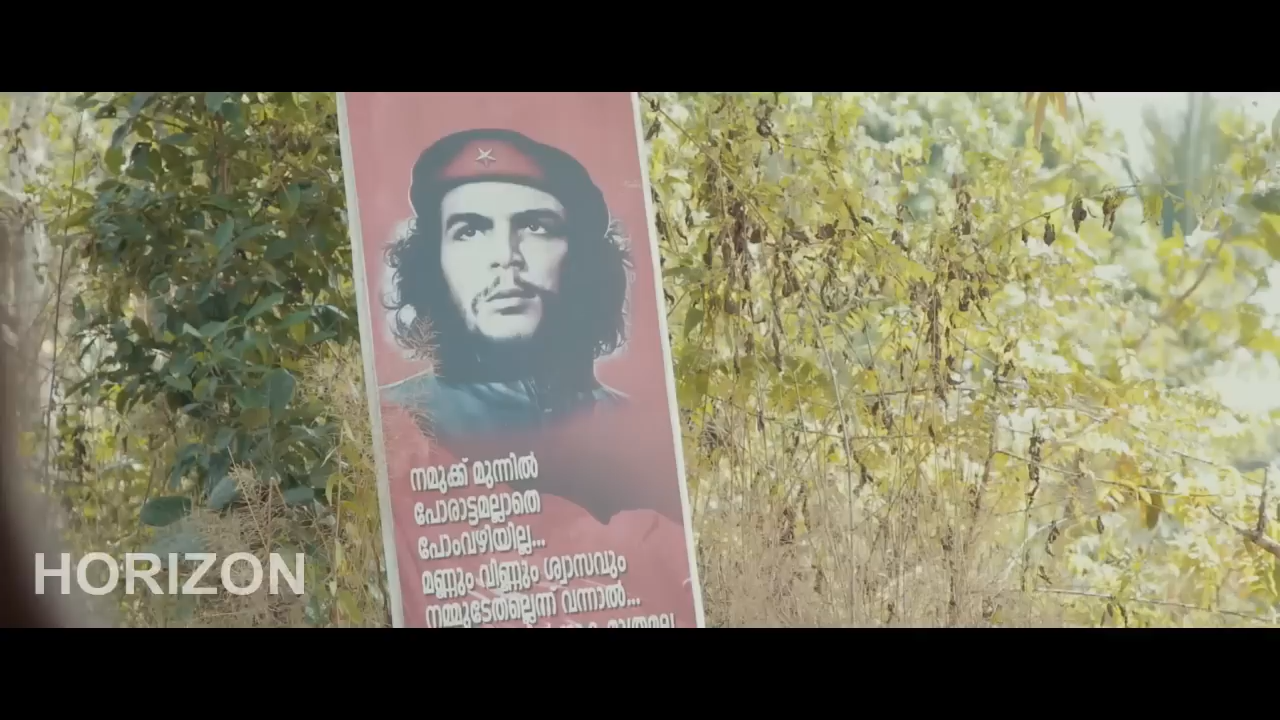 നമുക്ക് മുന്നിൽ
പോരാട്ടമല്ലാതെ
പോംവഴിയില്ല...
മണ്ണും വിണ്ണും ശ്വാസവും
നമ്മുടേതല്ലെന്ന് വന്നാൽ...
HORIZON